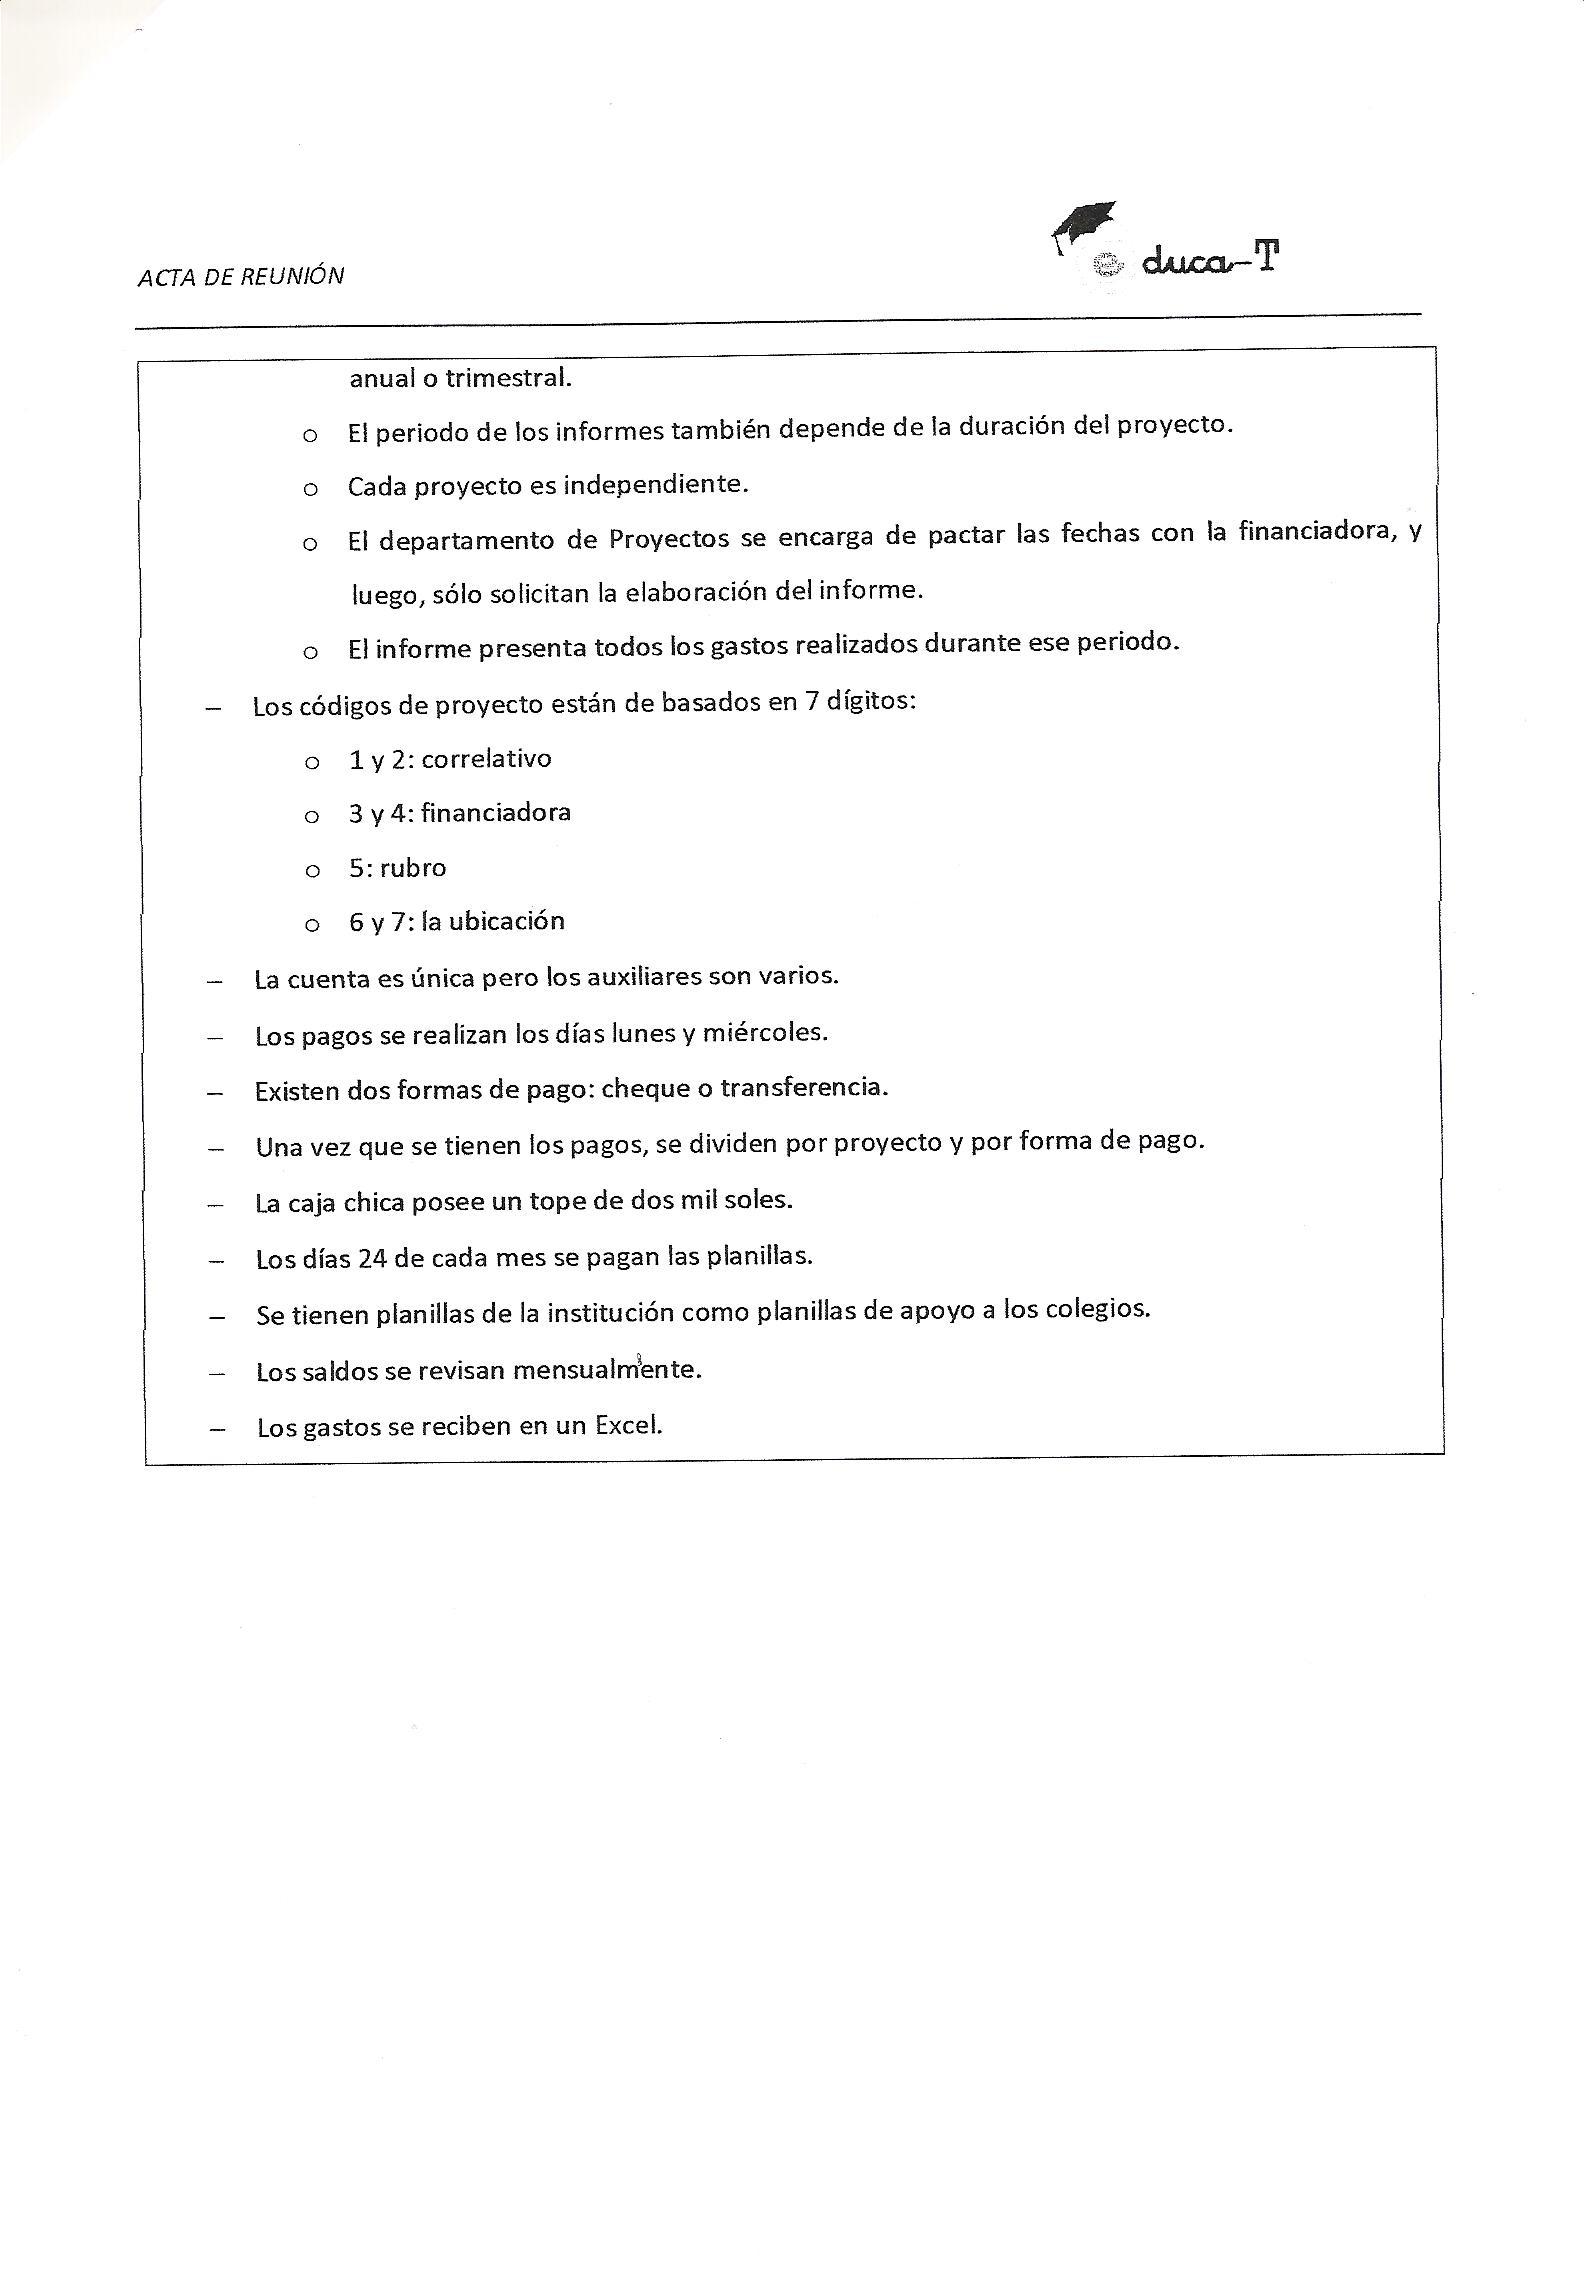 ACTA DE REUNIÓN
e duca-T
anual o trimestral.
o El periodo de los informes también depende de la duración del proyecto.
o Cada proyecto es independiente.
o El departamento de Proyectos se encarga de pactar las fechas con la financiadora, y
luego, sólo solicitan la elaboración del informe.
o El informe presenta todos los gastos realizados durante ese periodo.
– Los códigos de proyecto están de basados en 7 dígitos:
o 1 y 2: correlativo
o 3 y 4: financiadora
o 5: rubro
o 6 y 7: la ubicación
– La cuenta es única pero los auxiliares son varios.
– Los pagos se realizan los días lunes y miércoles.
– Existen dos formas de pago: cheque o transferencia.
– Una vez que se tienen los pagos, se dividen por proyecto y por forma de pago.
– La caja chica posee un tope de dos mil soles.
– Los días 24 de cada mes se pagan las planillas.
– Se tienen planillas de la institución como planillas de apoyo a los colegios.
– Los saldos se revisan mensualmente.
– Los gastos se reciben en un Excel.